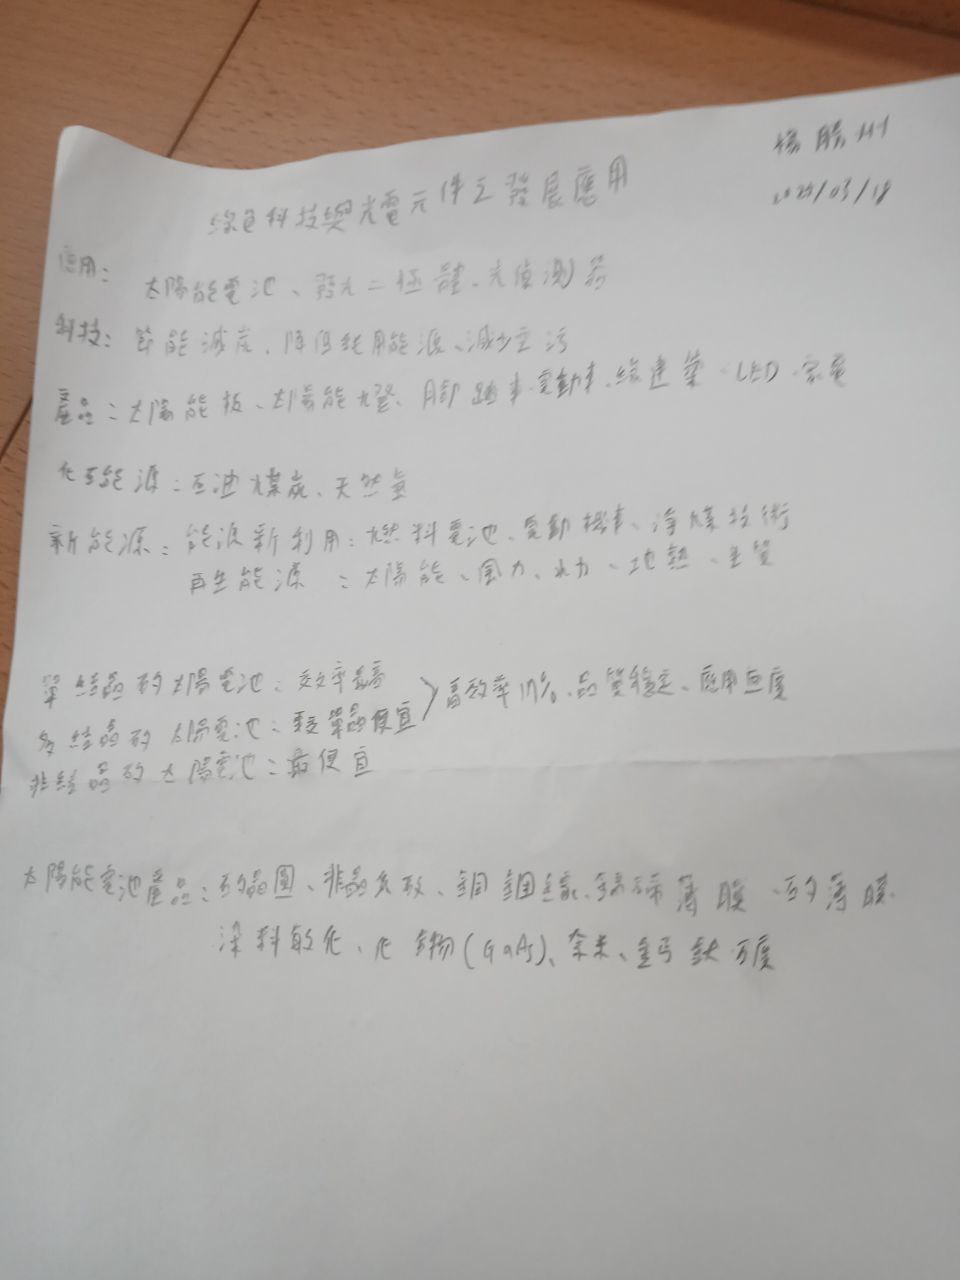 楊勝州
2025/03/18
綠色科技與光電元件之發展應用
應用: 太陽能電池、發光二極體、光偵測器
科技: 節能減炭、降低耗用能源、減少空污
產品: 太陽能板、太陽能燈、腳踏車、電動車、綠建築、LED、家電
化石能源: 石油、煤炭、天然氣
新能源: 能源新利用: 燃料電池、電動機車、淨煤技術
再生能源: 太陽能、風力、水力、地熱、生質
單結晶矽太陽電池: 效率最高
多結晶矽太陽電池: 較單晶便宜 > 高效率17%、品質穩定、應用
非結晶矽太陽電池: 最便宜
太陽能電池產品: 矽晶圓、非晶系矽、銅銦鎵、鎘碲薄膜、矽薄膜
染料敏化、化合物(GaAs)、奈米、鈣鈦